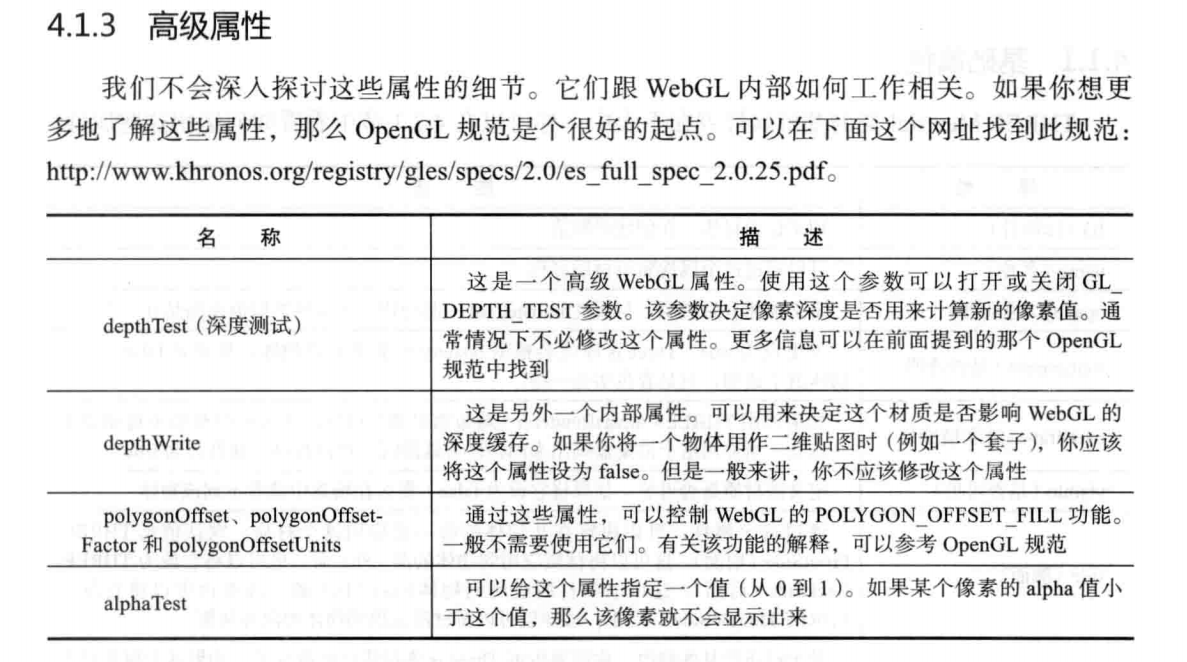 4.1.3 高级属性
我们不会深入探讨这些属性的细节。它们跟 WebGL 内部如何工作相关。如果你想更
多地了解这些属性，那么 OpenGL 规范是个很好的起点。可以在下面这个网址找到此规范：
http://www.khronos.org/registry/gles/specs/2.0/es_full_spec_2.0.25.pdf。
名 称
描 述
depthTest（深度测试）
这是一个高级 WebGL 属性。使用这个参数可以打开或关闭 GL_
DEPTH_TEST 参数。该参数决定像素深度是否用来计算新的像素值。通
常情况下不必修改这个属性。更多信息可以在前面提到的那个 OpenGL
规范中找到
depthWrite
这是另外一个内部属性。可以用来决定这个材质是否影响 WebGL 的
深度缓存。如果你将一个物体用作二维贴图时（例如一个套子），你应该
将这个属性设为 false。但是一般来讲，你不应该修改这个属性
polygonOffset、polygonOffset-
Factor 和 polygonOffsetUnits
通过这些属性，可以控制 WebGL 的 POLYGON_OFFSET_FILL 功能。
一般不需要使用它们。有关该功能的解释，可以参考 OpenGL 规范
alphaTest
可以给这个属性指定一个值（从 0 到 1）。如果某个像素的 alpha 值小
于这个值，那么该像素就不会显示出来